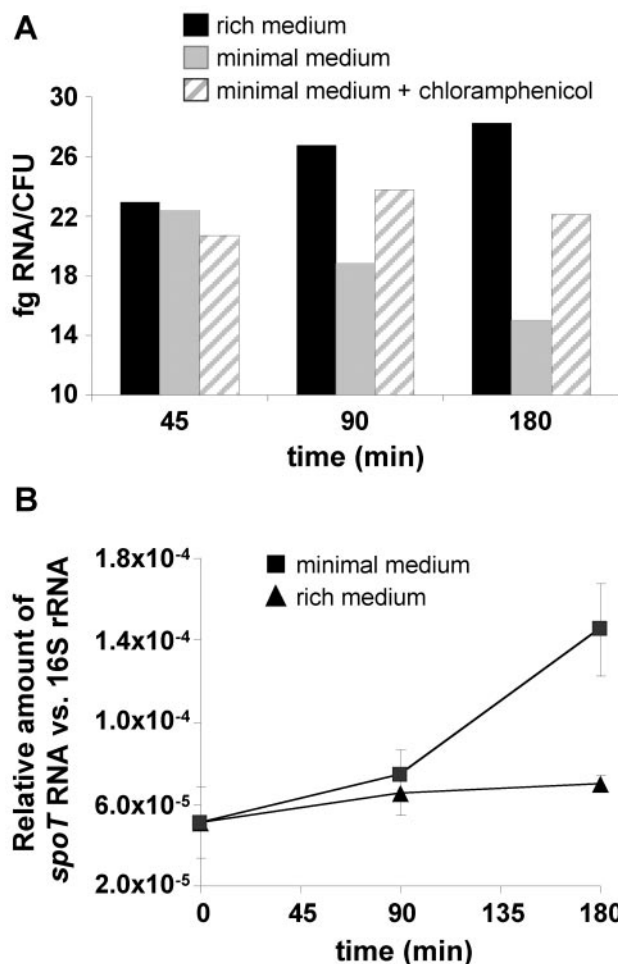 A
rich medium
minimal medium
minimal medium + chloramphenicol
30
26
22
18
14
10
fg RNA/CFU
45 90 180
time (min)
B
minimal medium
rich medium
1.8x10-4
1.4x10-4
1.0x10-4
6.0x10-5
2.0x10-5
Relative amount of
spoT RNA vs. 16S rRNA
0 45 90 135 180
time (min)